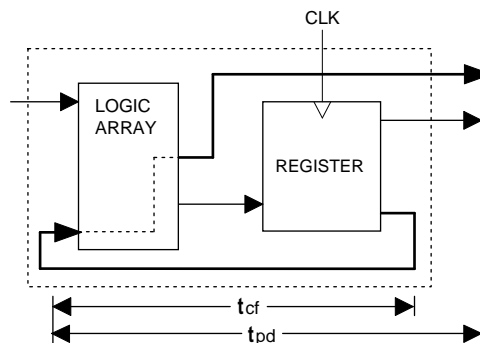 CLK
LOGIC
ARRAY
REGISTER
tcf
tpd